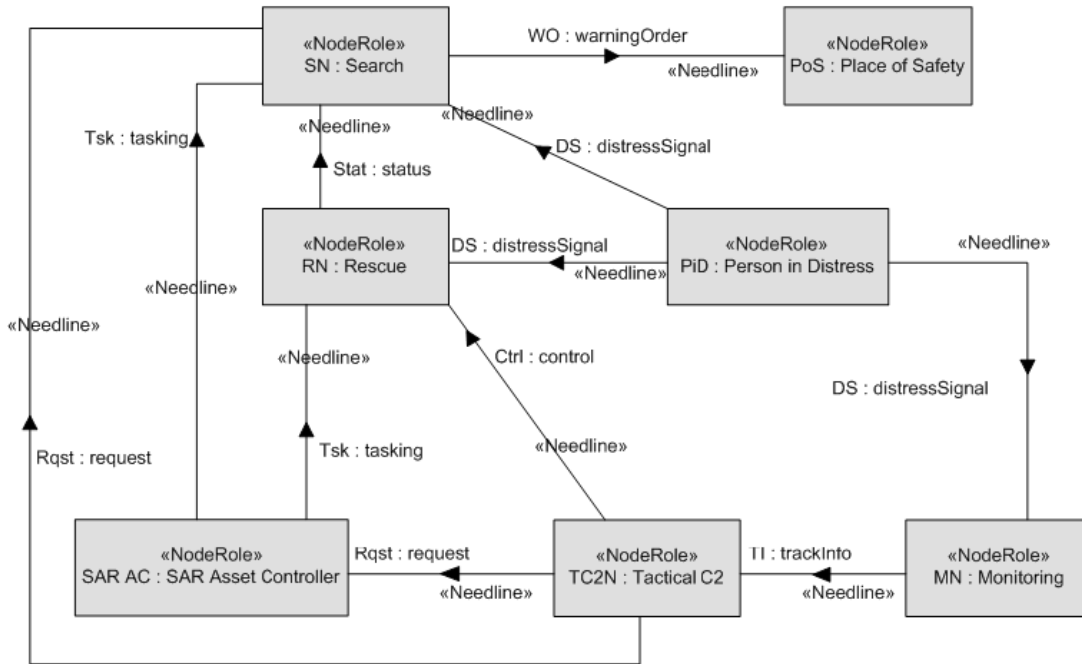 WO : warningOrder
«NodeRole»
SN : Search
«NodeRole»
PoS : Place of Safety
«Needline»
«Needline»
«Needline»
Tsk : tasking
DS : distressSignal
Stat : status
«NodeRole»
RN : Rescue
DS : distressSignal
«Needline»
«NodeRole»
PiD : Person in Distress
«Needline»
«Needline»
«Needline»
«Needline»
Ctrl : control
DS : distressSignal
«Needline»
Rqst : request
Tsk : tasking
«NodeRole»
SAR AC : SAR Asset Controller
Rqst : request
«Needline»
«NodeRole»
TC2N : Tactical C2
TI : trackInfo
«Needline»
«NodeRole»
MN : Monitoring